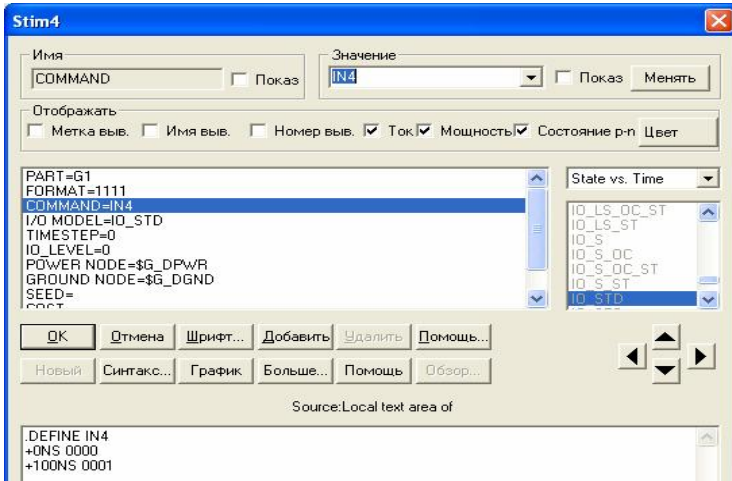 Stim4
Имя
COMMAND
Показ
Значение
IN4
Показ
Менять
Отображать
Метка выв.
Имя выв.
Номер выв.
Ток
Мощность
Состояние p-n
Цвет
PART=G1
FORMAT=1111
COMMAND=IN4
I/O MODEL=IO_STD
TIMESTEP=0
IO_LEVEL=0
POWER NODE=$G_DPWR
GROUND NODE=$G_DGND
SEED=
State vs. Time
IO_LS_OC_ST
IO_LS_ST
IO_S
IO_S_OC
IO_S_OC_ST
IO_S_ST
IO_STD
OK
Отмена
Шрифт...
Добавить
Удалить
Помощь...
Новый
Синтакс...
График
Больше...
Помощь
Обзор...
Source:Local text area of
.DEFINE IN4
+0NS 0000
+100NS 0001